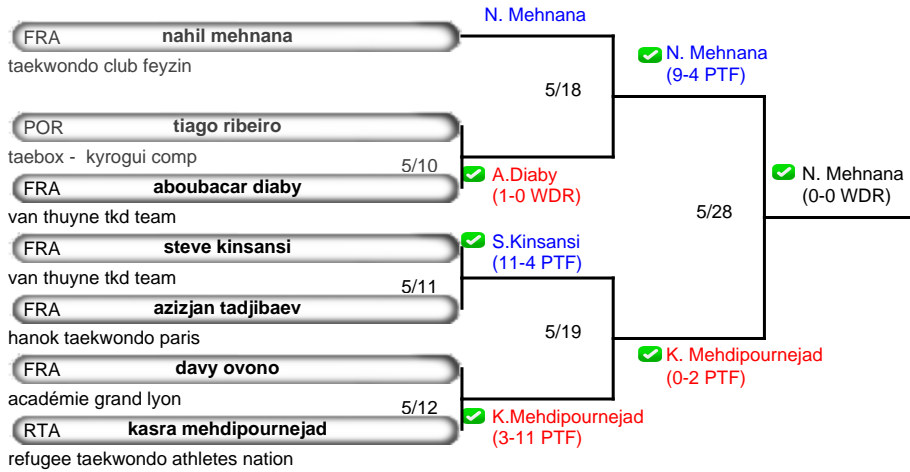 N. Mehnana
FRA nahil mehnana
taekwondo club feyzin
N. Mehnana
(9-4 PTF)
5/18
POR tiago ribeiro
taebox - kyrogui comp
5/10
FRA aboubacar diaby
van thuyne tkd team
A.Diaby
(1-0 WDR)
N. Mehnana
(0-0 WDR)
5/28
FRA steve kinsansi
van thuyne tkd team
S.Kinsansi
(11-4 PTF)
5/11
FRA azizjan tadjibaev
hanok taekwondo paris
5/19
FRA davy ovono
académie grand lyon
K. Mehdipournejad
(0-2 PTF)
5/12
RTA kasra mehdipournejad
refugee taekwondo athletes nation
K.Mehdipournejad
(3-11 PTF)